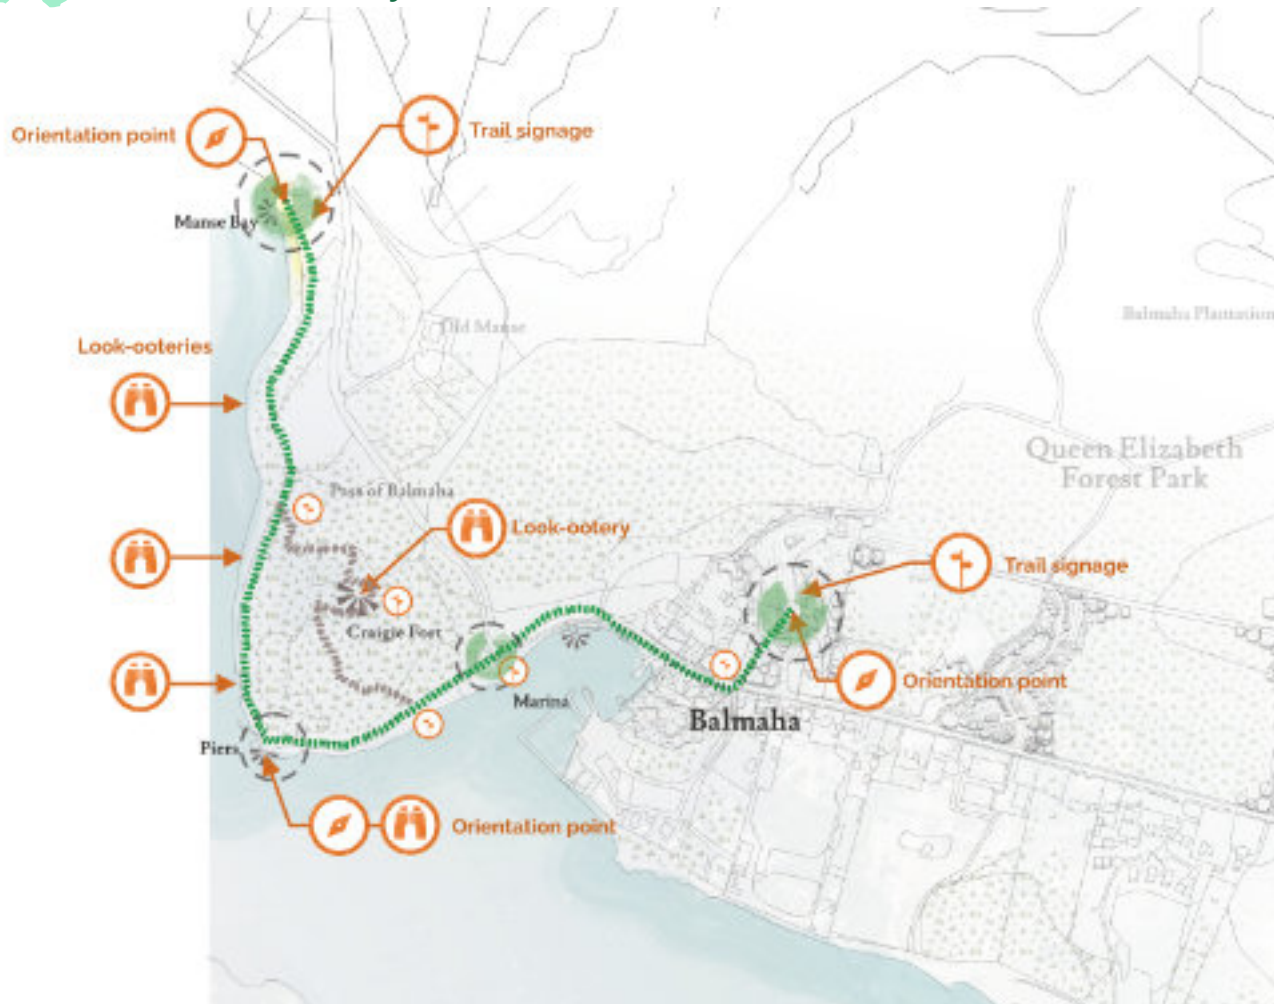 Orientation point
Trail signage
Manse Bay
Old Manse
Balmaha Plantation
Look-ooteries
Queen Elizabeth
Forest Park
Pass of Balmaha
Look-ootery
Trail signage
Craigie Fort
Orientation point
Marina
Balmaha
Piers
Orientation point